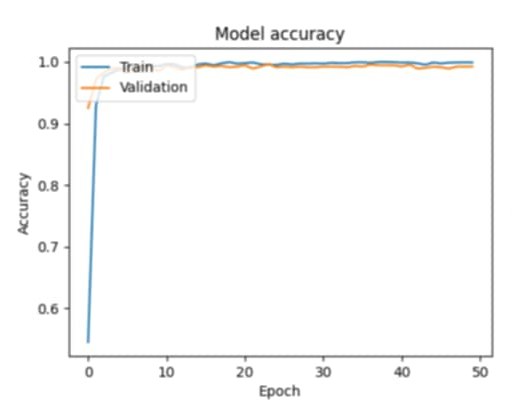 Model accuracy
1.0
Train
Validation
0.9
0.8
Accuracy
0.7
0.6
0 10 20 30 40 50
Epoch